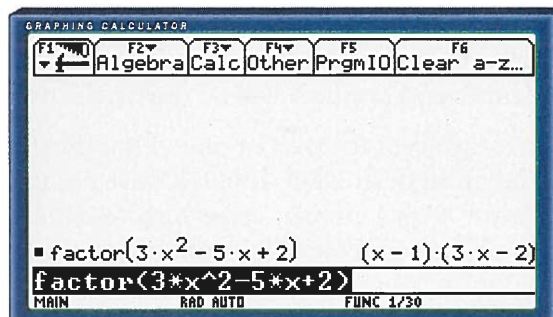 GRAPHING CALCULATOR
F1 F2▼ F3▼ F4▼ F5 F6
Algebra Calc Other PrgmIO Clear a-z...
▪ factor(3·x² – 5·x + 2) (x – 1)·(3·x – 2)
factor(3*x^2-5*x+2)
MAIN RAD AUTO FUNC 1/30